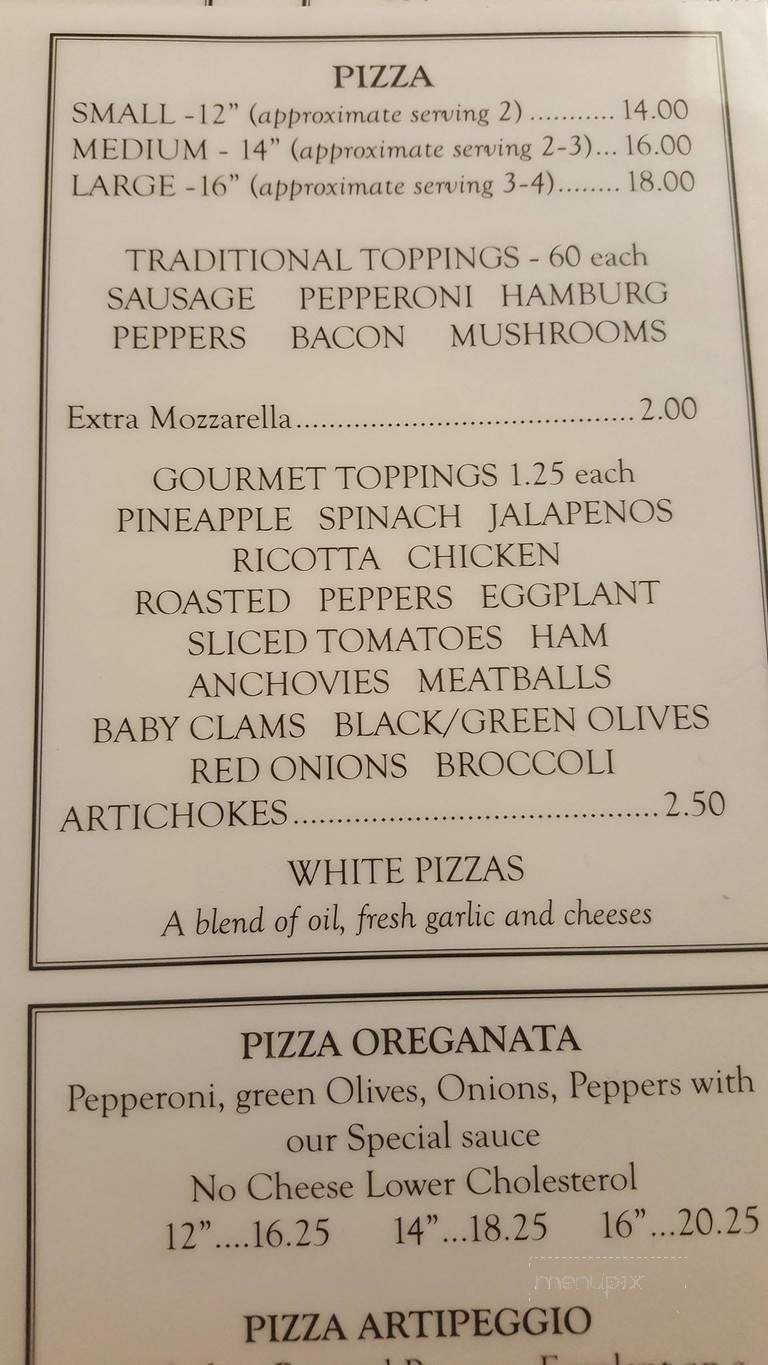 PIZZA
SMALL -12” (approximate serving 2) ........... 14.00
MEDIUM - 14” (approximate serving 2-3)... 16.00
LARGE -16” (approximate serving 3-4)........ 18.00
TRADITIONAL TOPPINGS - 60 each
SAUSAGE PEPPERONI HAMBURG
PEPPERS BACON MUSHROOMS
Extra Mozzarella.........................................2.00
GOURMET TOPPINGS 1.25 each
PINEAPPLE SPINACH JALAPENOS
RICOTTA CHICKEN
ROASTED PEPPERS EGGPLANT
SLICED TOMATOES HAM
ANCHOVIES MEATBALLS
BABY CLAMS BLACK/GREEN OLIVES
RED ONIONS BROCCOLI
ARTICHOKES.........................................2.50
WHITE PIZZAS
A blend of oil, fresh garlic and cheeses
PIZZA OREGANATA
Pepperoni, green Olives, Onions, Peppers with
our Special sauce
No Cheese Lower Cholesterol
12”....16.25 14”...18.25 16”...20.25
menupix
PIZZA ARTIPEGGIO